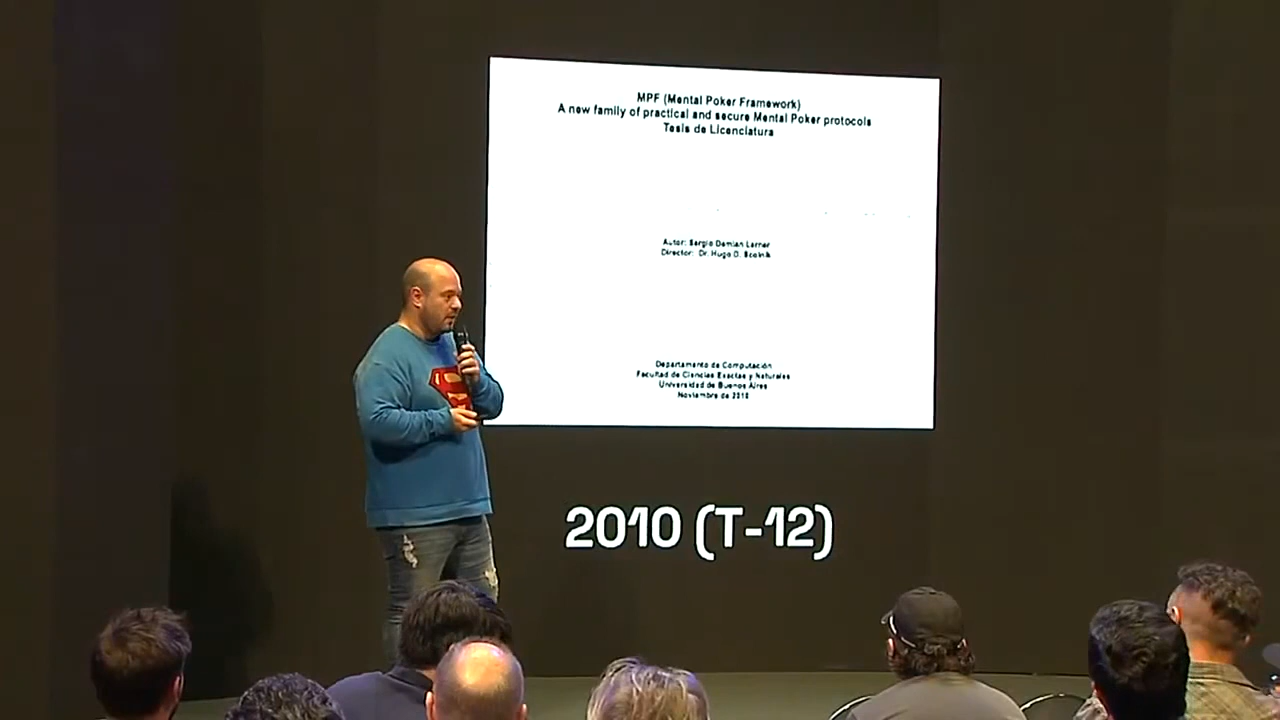 MPF (Mental Poker Framework)
A new family of practical and secure Mental Poker protocols
Tesis de Licenciatura
Autor: Sergio Demian Lerner
Director: Dr. Hugo D. Scolnik
Departamento de Computación
Facultad de Ciencias Exactas y Naturales
Universidad de Buenos Aires
Noviembre de 2010
2010 (T-12)